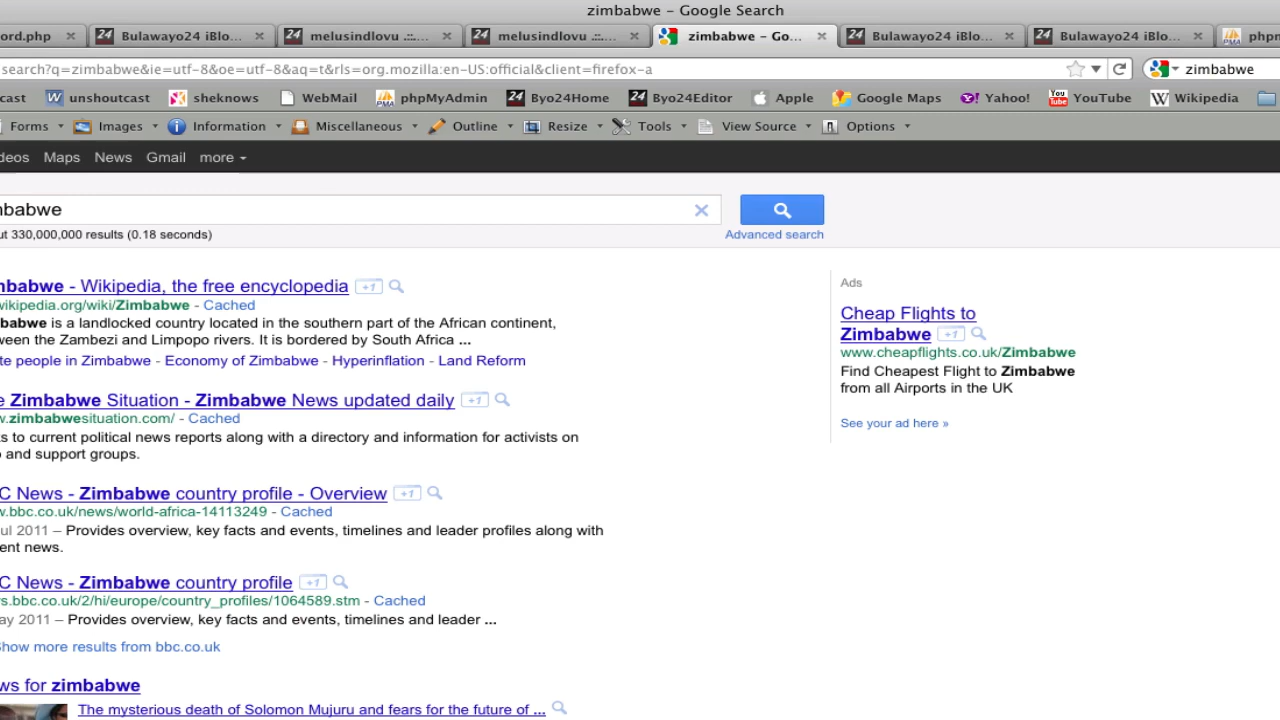 zimbabwe – Google Search
ord.php
Bulawayo24 iBlo...
melusindlovu .::....
melusindlovu .::....
zimbabwe – Go...
Bulawayo24 iBlo...
Bulawayo24 iBlo...
phpm
search?q=zimbabwe&ie=utf-8&oe=utf-8&aq=t&rls=org.mozilla:en-US:official&client=firefox-a
zimbabwe
cast unshoutcast sheknows WebMail phpMyAdmin Byo24Home Byo24Editor Apple Google Maps Yahoo! YouTube Wikipedia
Forms Images Information Miscellaneous Outline Resize Tools View Source Options
deos Maps News Gmail more
nbabwe
Advanced search
ut 330,000,000 results (0.18 seconds)
nbabwe - Wikipedia, the free encyclopedia +1
wikipedia.org/wiki/Zimbabwe - Cached
babwe is a landlocked country located in the southern part of the African continent,
ween the Zambezi and Limpopo rivers. It is bordered by South Africa ...
te people in Zimbabwe - Economy of Zimbabwe - Hyperinflation - Land Reform
e Zimbabwe Situation - Zimbabwe News updated daily +1
w.zimbabwesituation.com/ - Cached
ks to current political news reports along with a directory and information for activists on
o and support groups.
C News - Zimbabwe country profile - Overview +1
w.bbc.co.uk/news/world-africa-14113249 - Cached
ul 2011 – Provides overview, key facts and events, timelines and leader profiles along with
ent news.
C News - Zimbabwe country profile +1
s.bbc.co.uk/2/hi/europe/country_profiles/1064589.stm - Cached
ay 2011 – Provides overview, key facts and events, timelines and leader ...
Show more results from bbc.co.uk
ws for zimbabwe
The mysterious death of Solomon Mujuru and fears for the future of ...
Ads
Cheap Flights to
Zimbabwe +1
www.cheapflights.co.uk/Zimbabwe
Find Cheapest Flight to Zimbabwe
from all Airports in the UK
See your ad here »